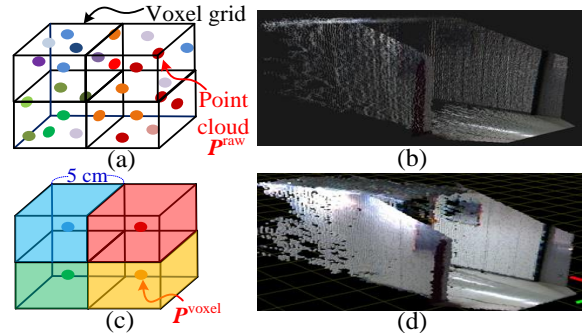 Voxel grid
Point
cloud
P^raw
(a)
(b)
5 cm
P^voxel
(c)
(d)